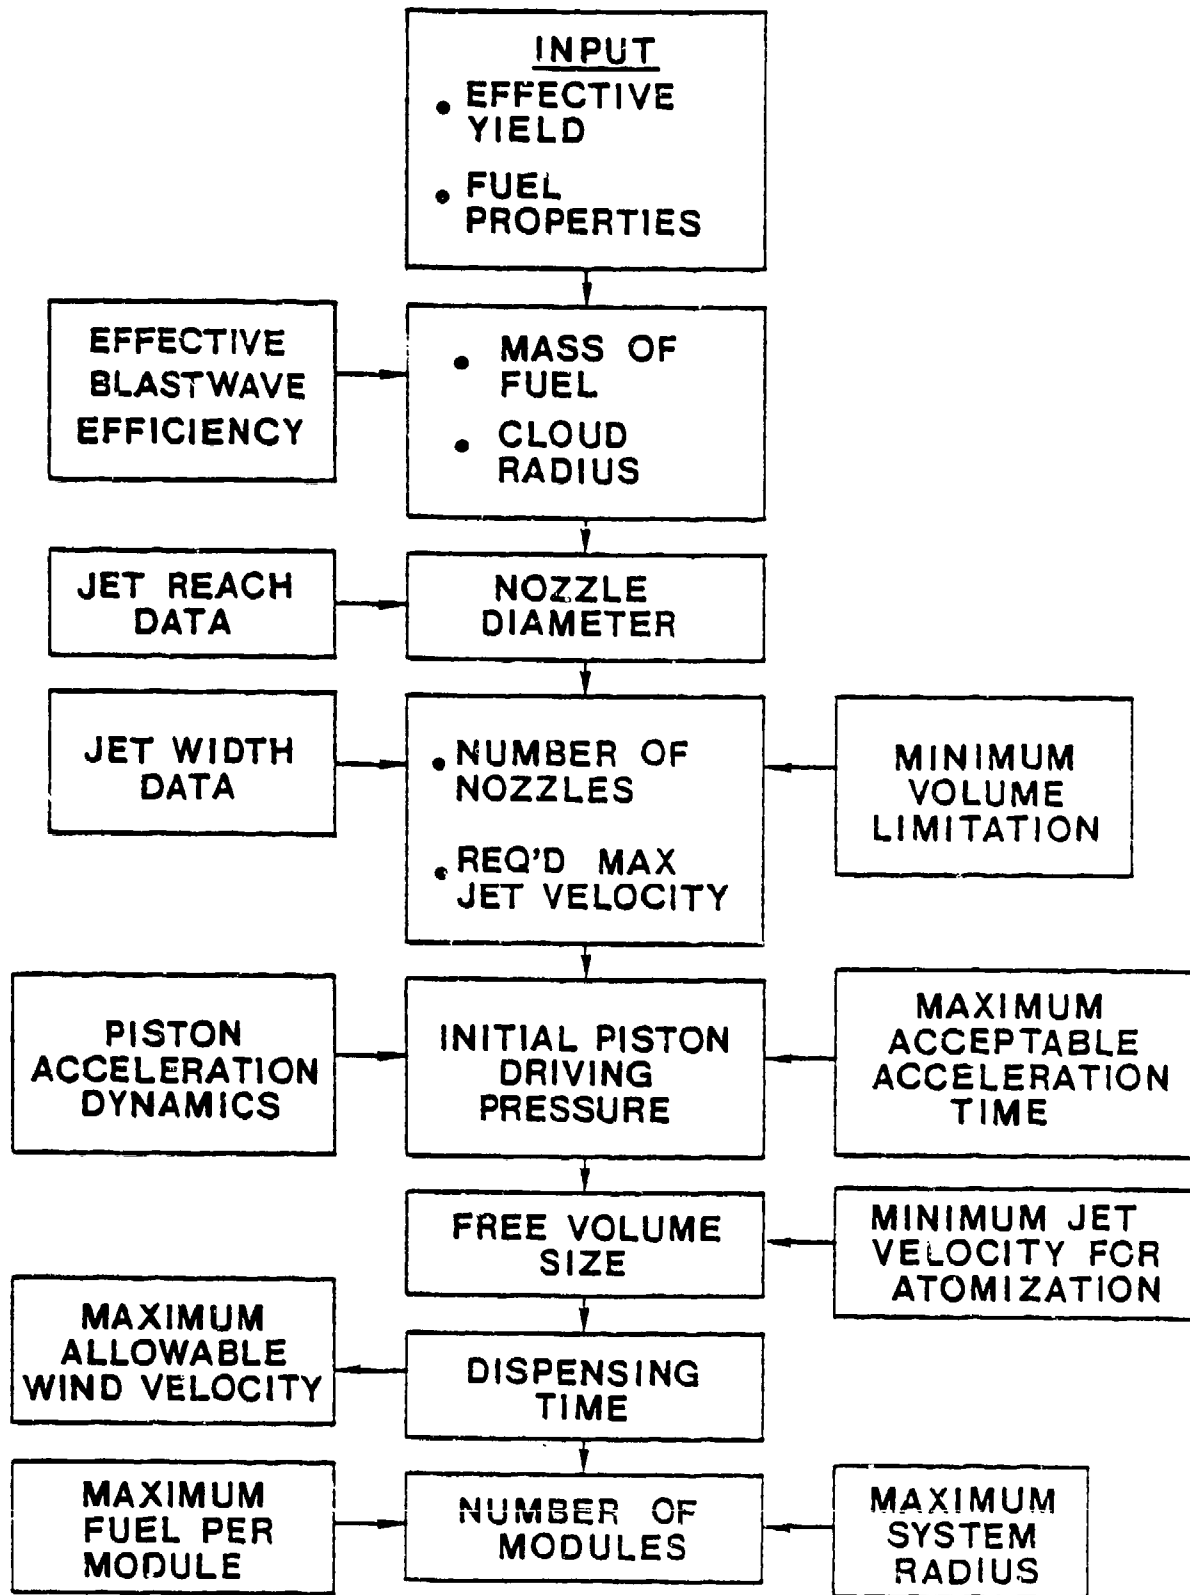 INPUT
• EFFECTIVE
YIELD
• FUEL
PROPERTIES
EFFECTIVE
BLASTWAVE
EFFICIENCY
• MASS OF
FUEL
• CLOUD
RADIUS
JET REACH
DATA
NOZZLE
DIAMETER
JET WIDTH
DATA
• NUMBER OF
NOZZLES
• REQ'D MAX
JET VELOCITY
MINIMUM
VOLUME
LIMITATION
PISTON
ACCELERATION
DYNAMICS
INITIAL PISTON
DRIVING
PRESSURE
MAXIMUM
ACCEPTABLE
ACCELERATION
TIME
FREE VOLUME
SIZE
MINIMUM JET
VELOCITY FOR
ATOMIZATION
MAXIMUM
ALLOWABLE
WIND VELOCITY
DISPENSING
TIME
MAXIMUM
FUEL PER
MODULE
NUMBER OF
MODULES
MAXIMUM
SYSTEM
RADIUS